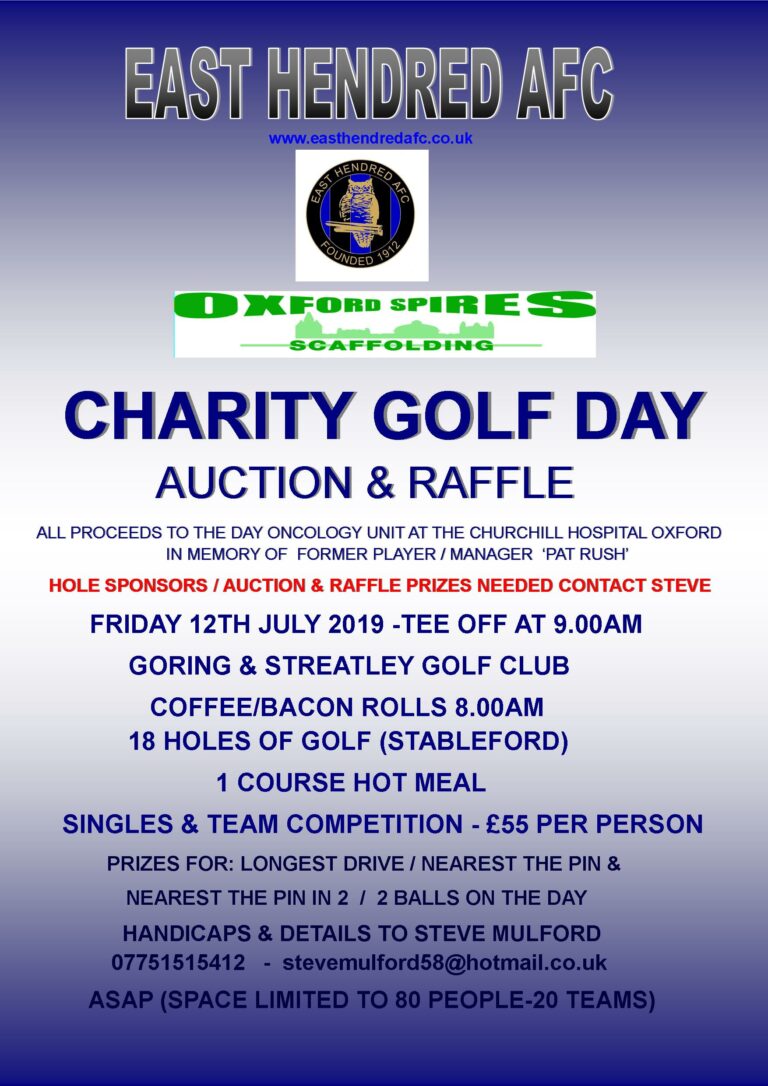 EAST HENDRED AFC
www.easthendredafc.co.uk
EAST HENDRED AFC
FOUNDED 1912
OXFORD SPIRES
SCAFFOLDING
CHARITY GOLF DAY
AUCTION & RAFFLE
ALL PROCEEDS TO THE DAY ONCOLOGY UNIT AT THE CHURCHILL HOSPITAL OXFORD
IN MEMORY OF FORMER PLAYER / MANAGER 'PAT RUSH'
HOLE SPONSORS / AUCTION & RAFFLE PRIZES NEEDED CONTACT STEVE
FRIDAY 12TH JULY 2019 -TEE OFF AT 9.00AM
GORING & STREATLEY GOLF CLUB
COFFEE/BACON ROLLS 8.00AM
18 HOLES OF GOLF (STABLEFORD)
1 COURSE HOT MEAL
SINGLES & TEAM COMPETITION - £55 PER PERSON
PRIZES FOR: LONGEST DRIVE / NEAREST THE PIN &
NEAREST THE PIN IN 2 / 2 BALLS ON THE DAY
HANDICAPS & DETAILS TO STEVE MULFORD
07751515412 - stevemulford58@hotmail.co.uk
ASAP (SPACE LIMITED TO 80 PEOPLE-20 TEAMS)